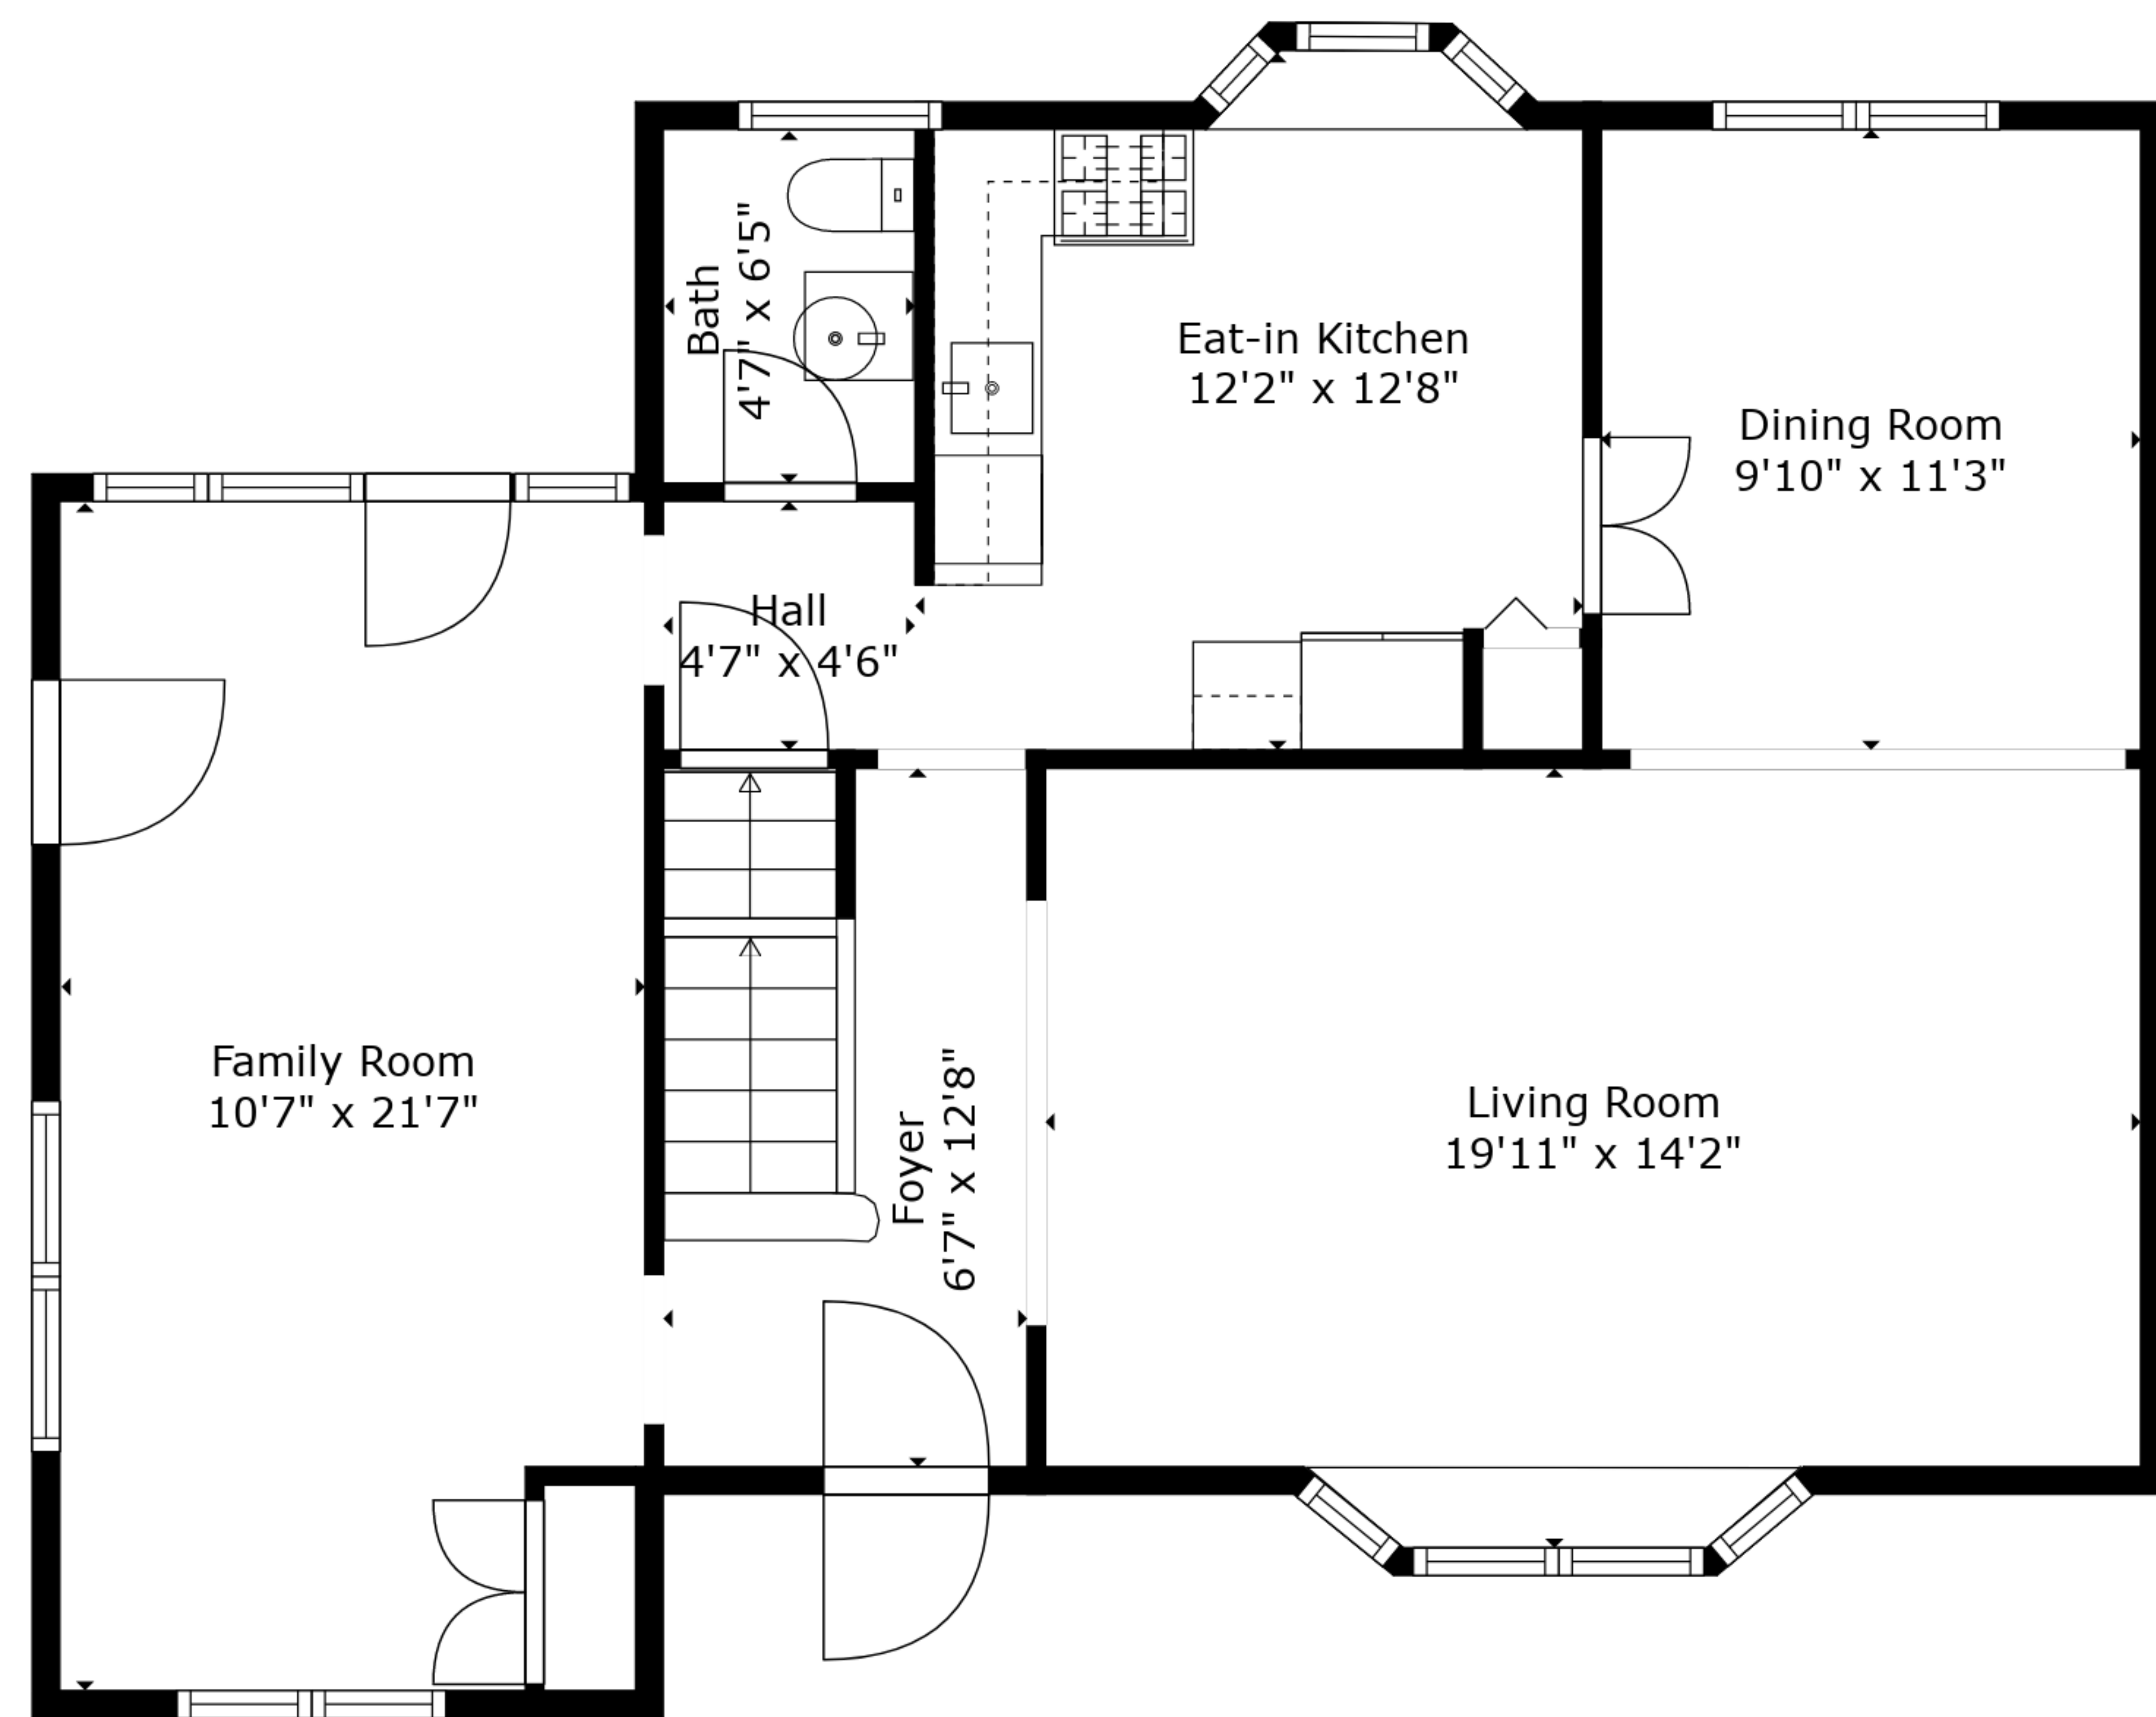 Bath
4'7" x 6'5"
Eat-in Kitchen
12'2" x 12'8"
Dining Room
9'10" x 11'3"
Hall
4'7" x 4'6"
Family Room
10'7" x 21'7"
Foyer
6'7" x 12'8"
Living Room
19'11" x 14'2"